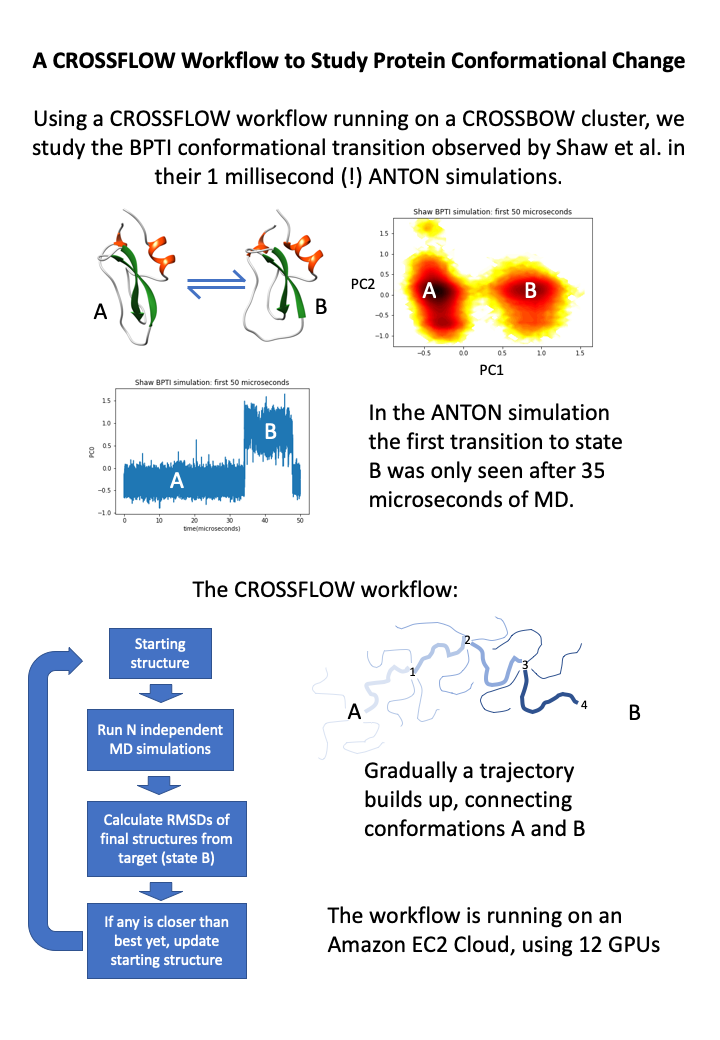 A CROSSFLOW Workflow to Study Protein Conformational Change
Using a CROSSFLOW workflow running on a CROSSBOW cluster, we
study the BPTI conformational transition observed by Shaw et al. in
their 1 millisecond (!) ANTON simulations.
A
B
Shaw BPTI simulation: first 50 microseconds
1.5
1.0
0.5
0.0
−0.5
−1.0
PC2
A
B
−0.5
0.0
0.5
1.0
1.5
PC1
Shaw BPTI simulation: first 50 microseconds
1.5
1.0
0.5
0.0
−0.5
−1.0
PC0
A
B
0
10
20
30
40
50
time(microseconds)
In the ANTON simulation
the first transition to state
B was only seen after 35
microseconds of MD.
The CROSSFLOW workflow:
Starting
structure
Run N independent
MD simulations
Calculate RMSDs of
final structures from
target (state B)
If any is closer than
best yet, update
starting structure
A
1
2
3
4
B
Gradually a trajectory
builds up, connecting
conformations A and B
The workflow is running on an
Amazon EC2 Cloud, using 12 GPUs